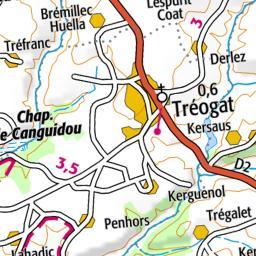 Brémillec
Huella
Lespurit
Coat
Tréfranc
3
Derlez
0,6
Tréogat
Chap.
de Canguidou
Kersaus
3,5
D2
Kerguénol
Penhors
Trégalet